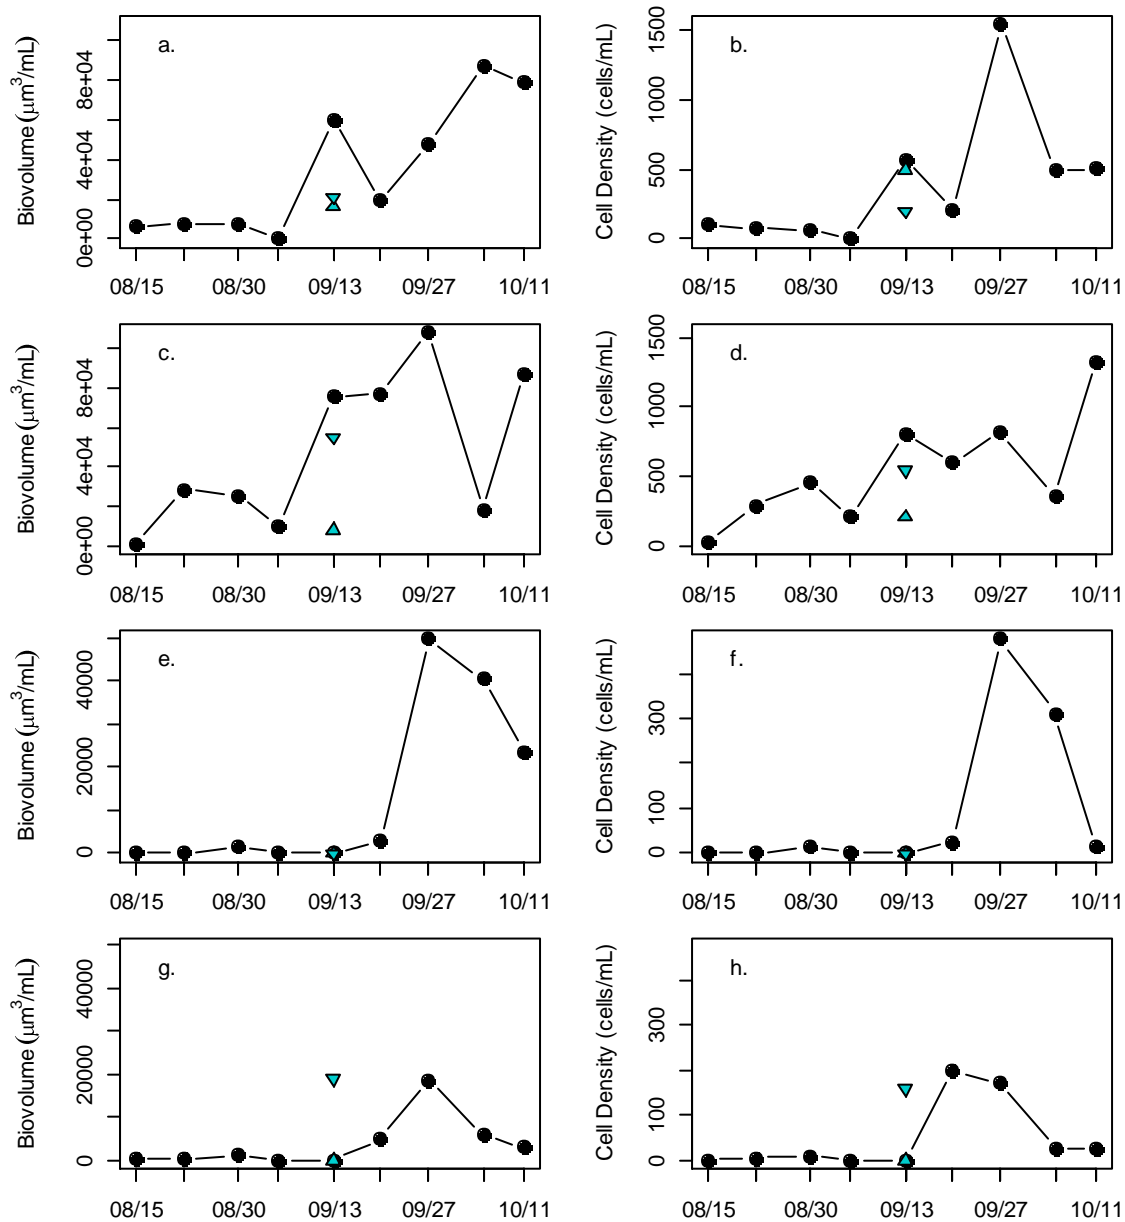 a.
Biovolume (μm³/mL)
0e+00 4e+04 8e+04
08/15 08/30 09/13 09/27 10/11
b.
Cell Density (cells/mL)
0 500 1000 1500
08/15 08/30 09/13 09/27 10/11
c.
Biovolume (μm³/mL)
0e+00 4e+04 8e+04
08/15 08/30 09/13 09/27 10/11
d.
Cell Density (cells/mL)
0 500 1000 1500
08/15 08/30 09/13 09/27 10/11
e.
Biovolume (μm³/mL)
0 20000 40000
08/15 08/30 09/13 09/27 10/11
f.
Cell Density (cells/mL)
0 100 300
08/15 08/30 09/13 09/27 10/11
g.
Biovolume (μm³/mL)
0 20000 40000
08/15 08/30 09/13 09/27 10/11
h.
Cell Density (cells/mL)
0 100 300
08/15 08/30 09/13 09/27 10/11